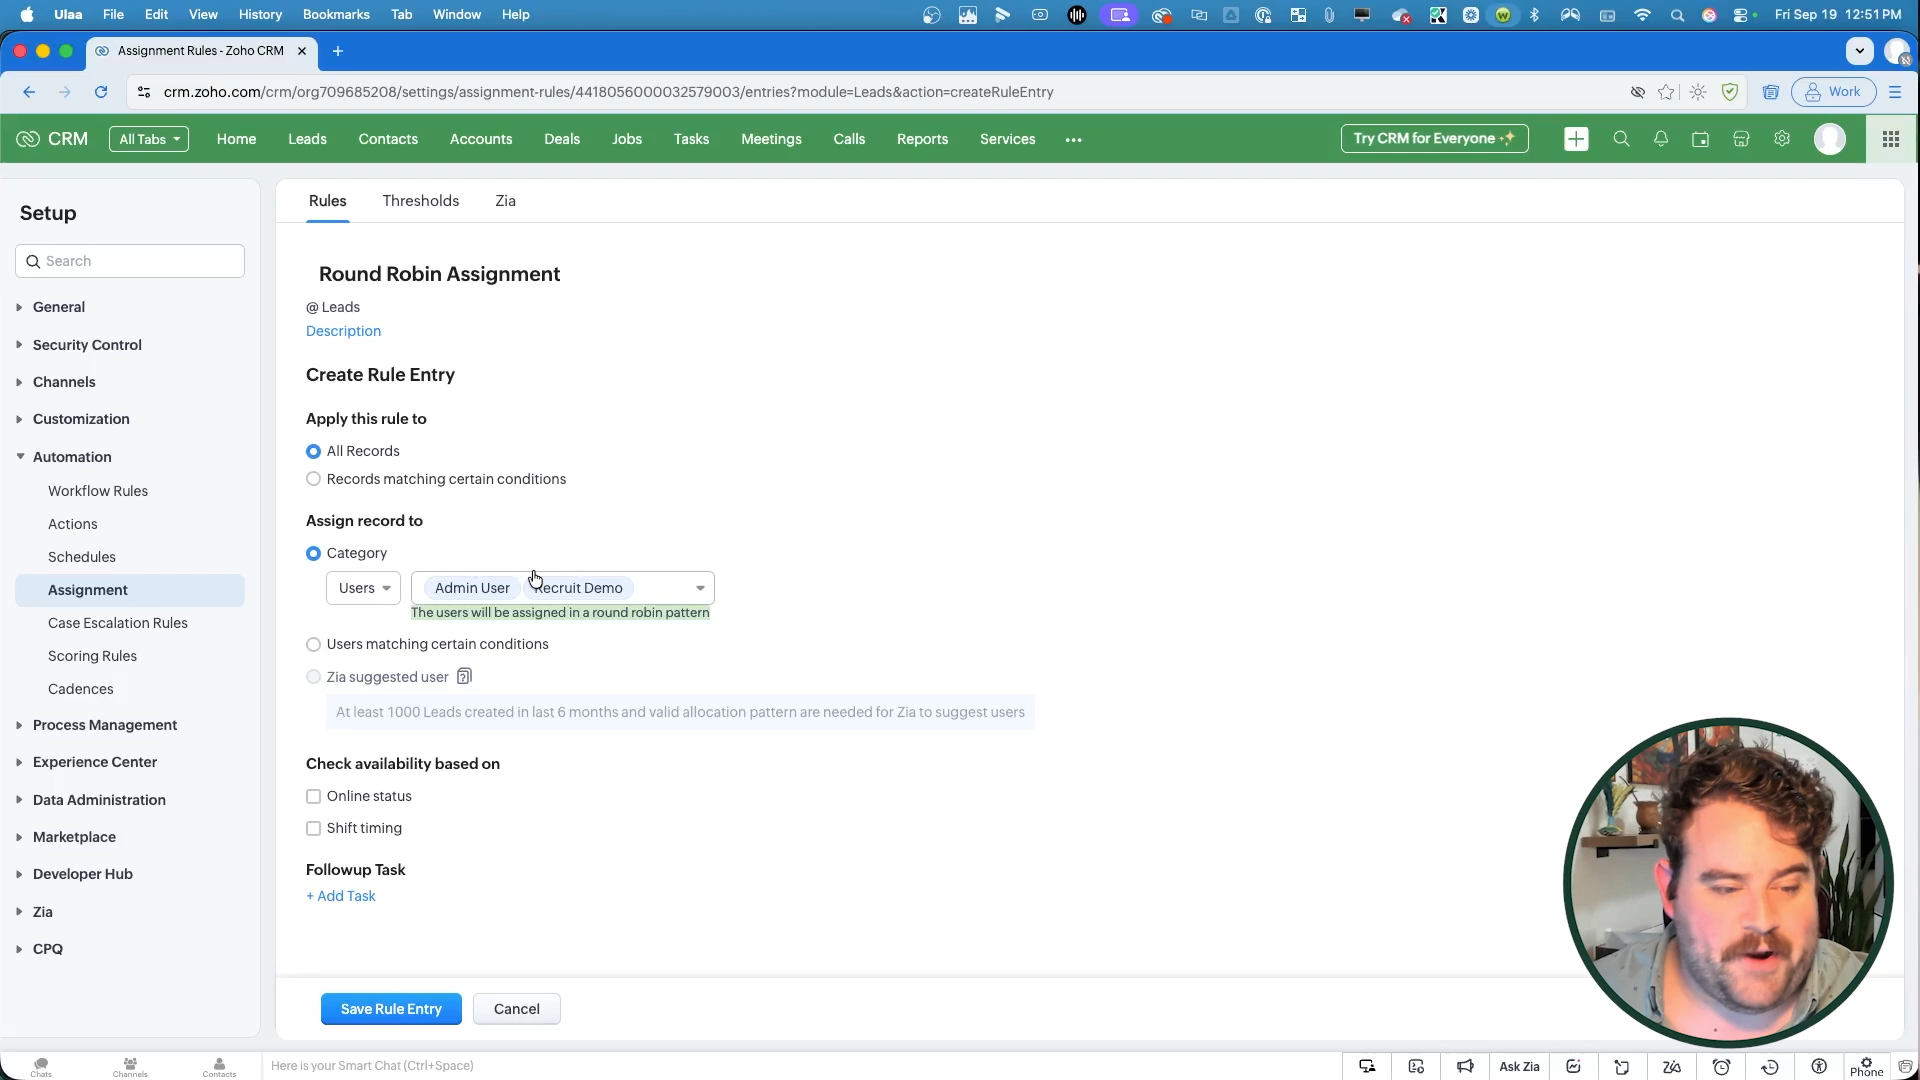 Ulaa File Edit View History Bookmarks Tab Window Help
Fri Sep 19 12:51 PM
Assignment Rules - Zoho CRM
crm.zoho.com/crm/org709685208/settings/assignment-rules/4418056000032579003/entries?module=Leads&action=createRuleEntry
Work
CRM All Tabs Home Leads Contacts Accounts Deals Jobs Tasks Meetings Calls Reports Services
Try CRM for Everyone
Setup
Search
General
Security Control
Channels
Customization
Automation
Workflow Rules
Actions
Schedules
Assignment
Case Escalation Rules
Scoring Rules
Cadences
Process Management
Experience Center
Data Administration
Marketplace
Developer Hub
Zia
CPQ
Rules Thresholds Zia
Round Robin Assignment
@ Leads
Description
Create Rule Entry
Apply this rule to
All Records
Records matching certain conditions
Assign record to
Category
Users Admin User Recruit Demo
The users will be assigned in a round robin pattern
Users matching certain conditions
Zia suggested user
At least 1000 Leads created in last 6 months and valid allocation pattern are needed for Zia to suggest users
Check availability based on
Online status
Shift timing
Followup Task
+ Add Task
Save Rule Entry Cancel
Chats Channels Contacts
Here is your Smart Chat (Ctrl+Space)
Ask Zia
Phone